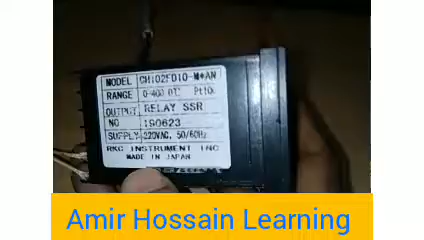 MODEL CH102FD10-M*AN
RANGE 0-400.0℃ Pt100
OUTPUT RELAY SSR
NO 190623
SUPPLY 220VAC, 50/60Hz
RKC INSTRUMENT INC
MADE IN JAPAN
Amir Hossain Learning